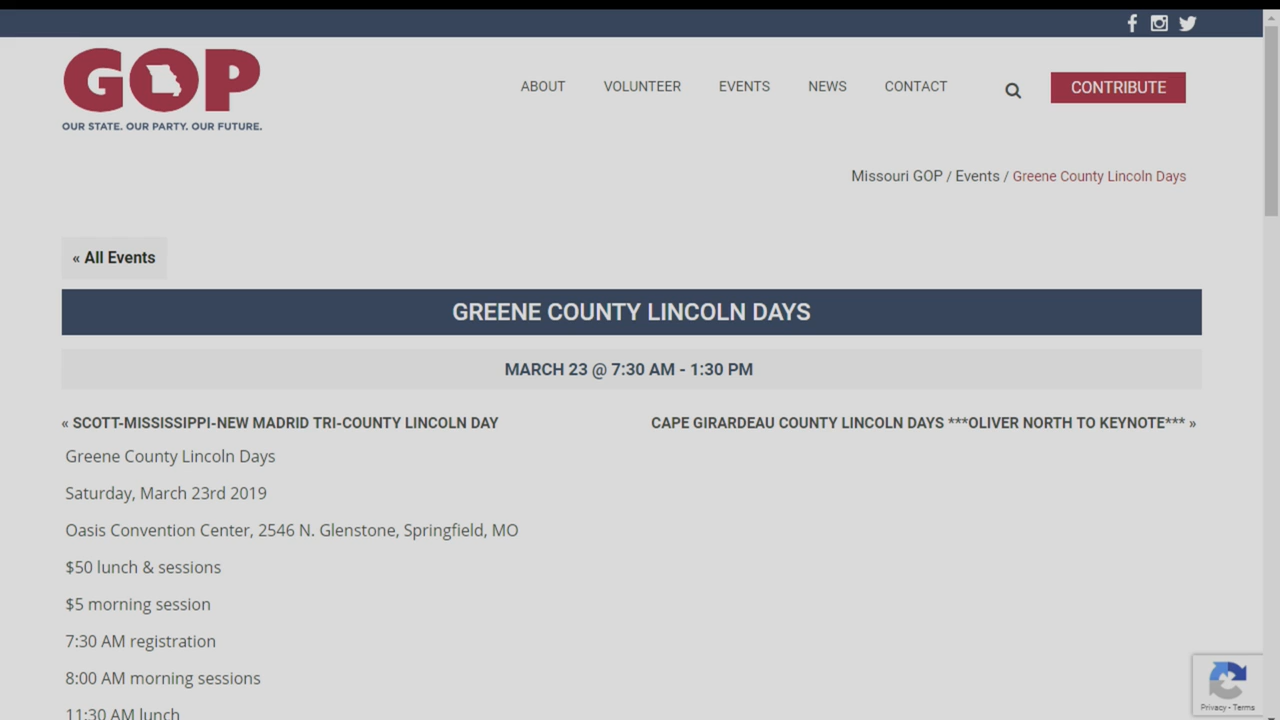 GOP
OUR STATE. OUR PARTY. OUR FUTURE.
ABOUT VOLUNTEER EVENTS NEWS CONTACT CONTRIBUTE
Missouri GOP / Events / Greene County Lincoln Days
« All Events
GREENE COUNTY LINCOLN DAYS
MARCH 23 @ 7:30 AM - 1:30 PM
« SCOTT-MISSISSIPPI-NEW MADRID TRI-COUNTY LINCOLN DAY
CAPE GIRARDEAU COUNTY LINCOLN DAYS ***OLIVER NORTH TO KEYNOTE*** »
Greene County Lincoln Days
Saturday, March 23rd 2019
Oasis Convention Center, 2546 N. Glenstone, Springfield, MO
$50 lunch & sessions
$5 morning session
7:30 AM registration
8:00 AM morning sessions
11:30 AM lunch
Privacy - Terms